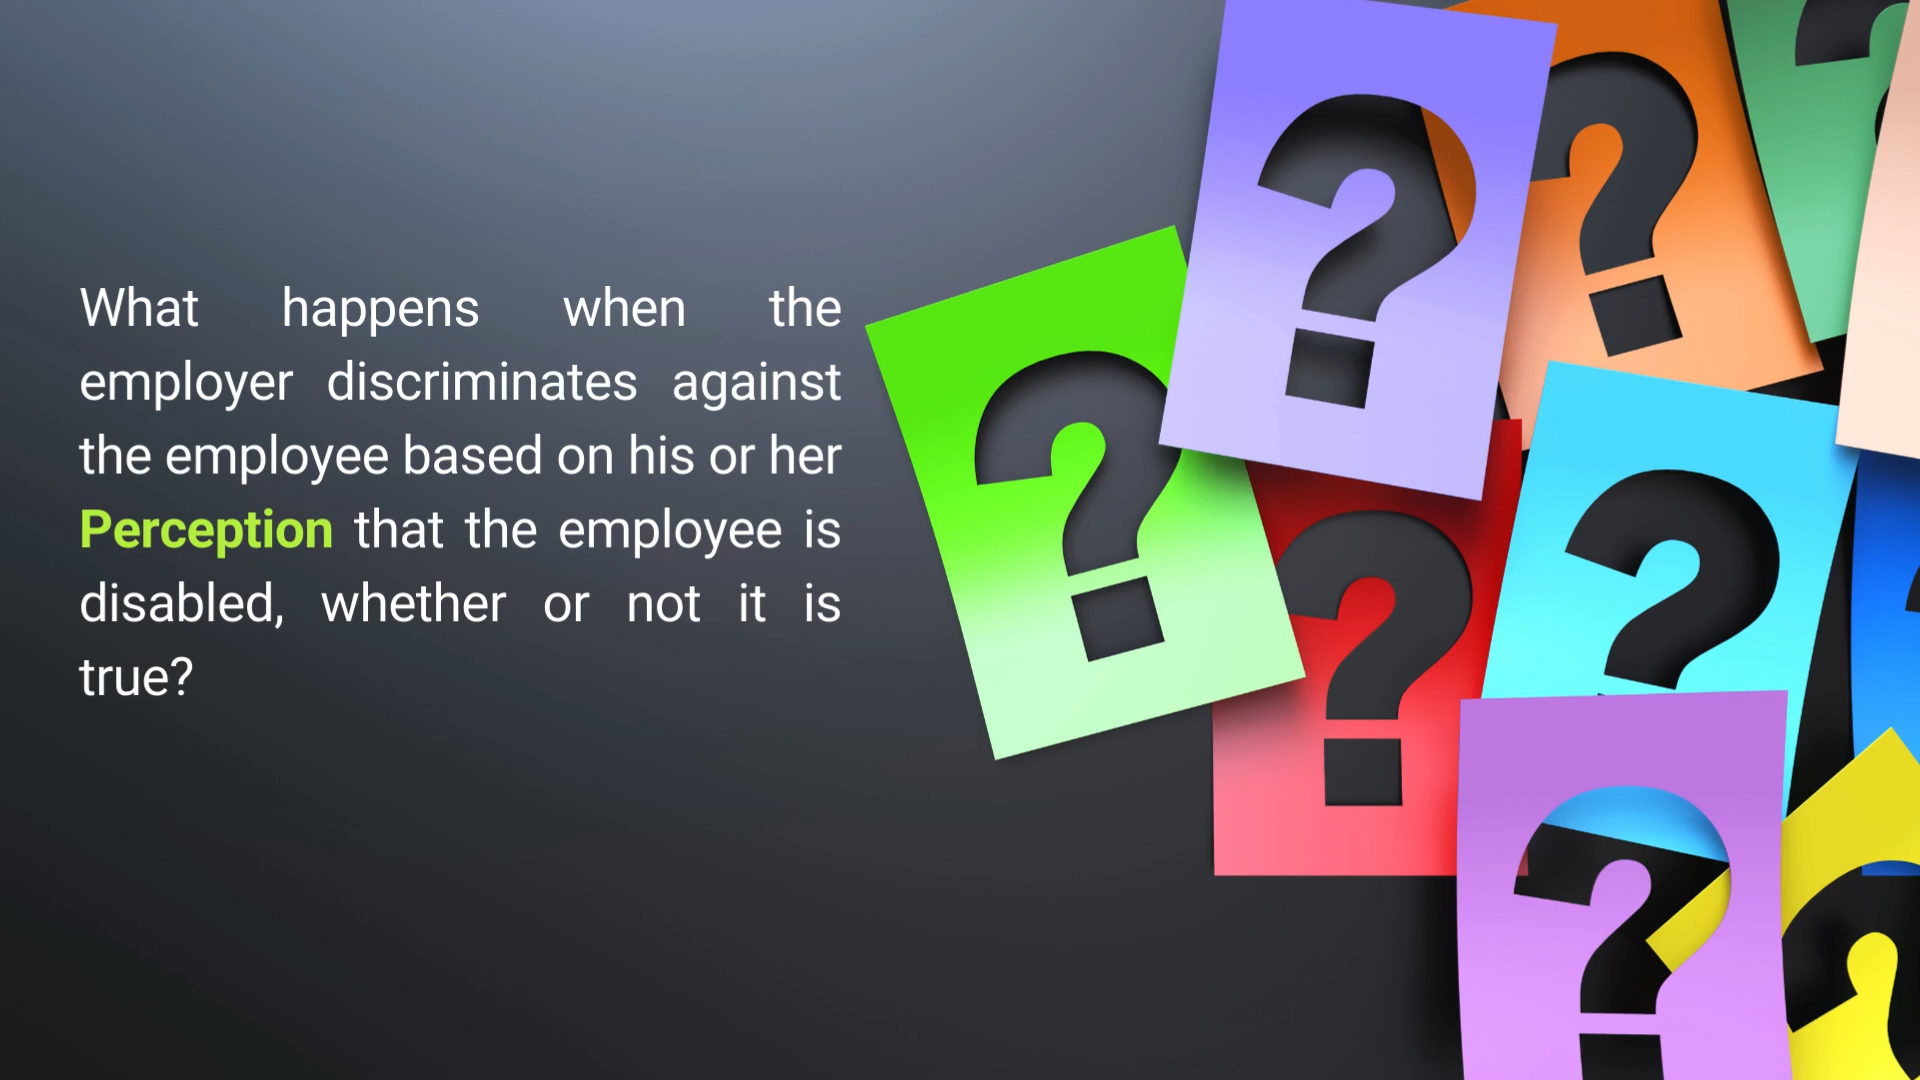 What happens when the
employer discriminates against
the employee based on his or her
Perception that the employee is
disabled, whether or not it is
true?